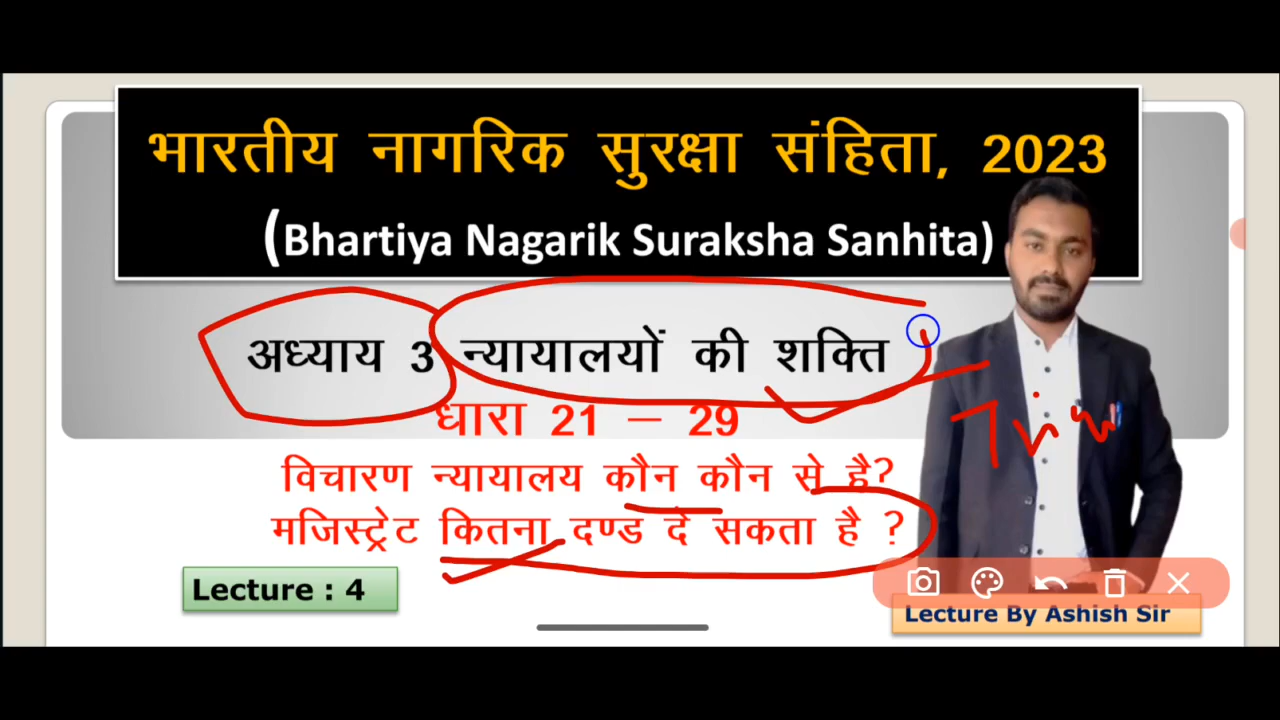 भारतीय नागरिक सुरक्षा संहिता, 2023
(Bhartiya Nagarik Suraksha Sanhita)
अध्याय 3 न्यायालयों की शक्ति
धारा 21 – 29
विचारण न्यायालय कौन कौन से है?
मजिस्ट्रेट कितना दण्ड दे सकता है ?
Lecture : 4
Lecture By Ashish Sir